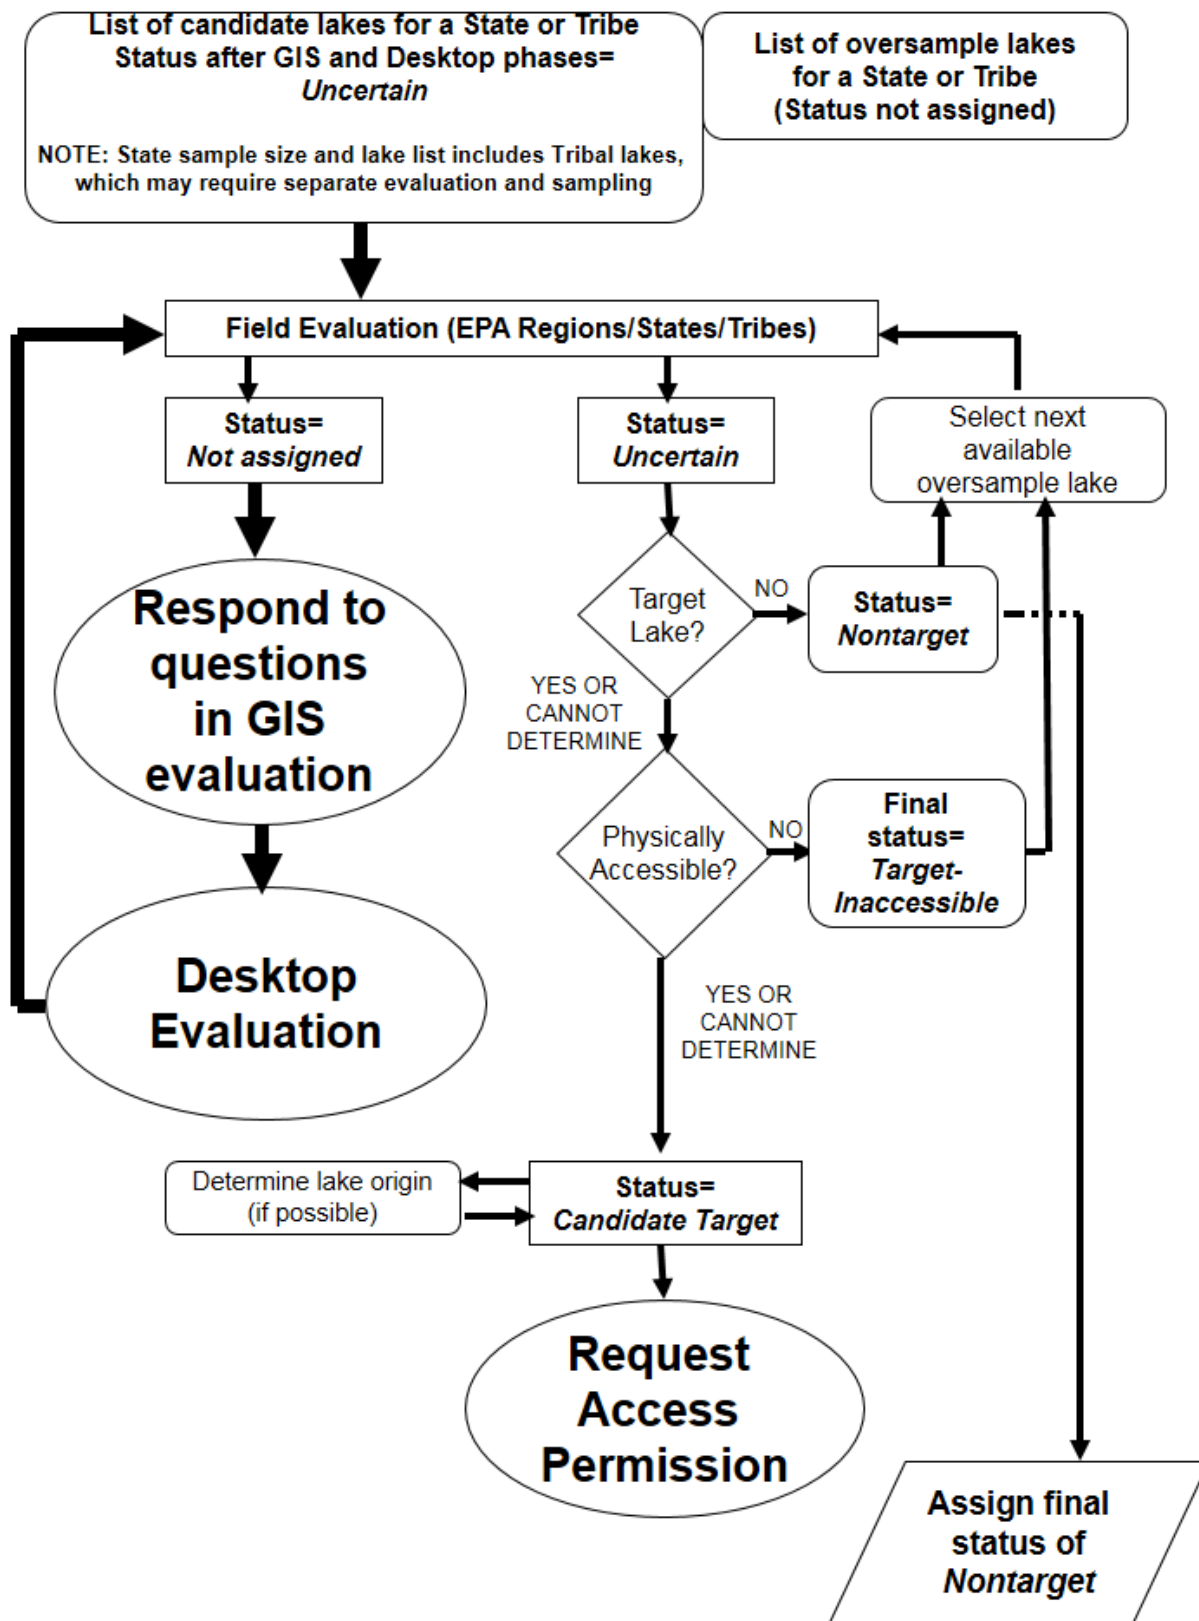 List of candidate lakes for a State or Tribe
Status after GIS and Desktop phases=
Uncertain
NOTE: State sample size and lake list includes Tribal lakes,
which may require separate evaluation and sampling
List of oversample lakes
for a State or Tribe
(Status not assigned)
Field Evaluation (EPA Regions/States/Tribes)
Status=
Not assigned
Status=
Uncertain
Select next
available
oversample lake
Respond to
questions
in GIS
evaluation
Target
Lake?
NO
Status=
Nontarget
YES OR
CANNOT
DETERMINE
Physically
Accessible?
NO
Final
status=
Target-
Inaccessible
Desktop
Evaluation
YES OR
CANNOT
DETERMINE
Determine lake origin
(if possible)
Status=
Candidate Target
Request
Access
Permission
Assign final
status of
Nontarget